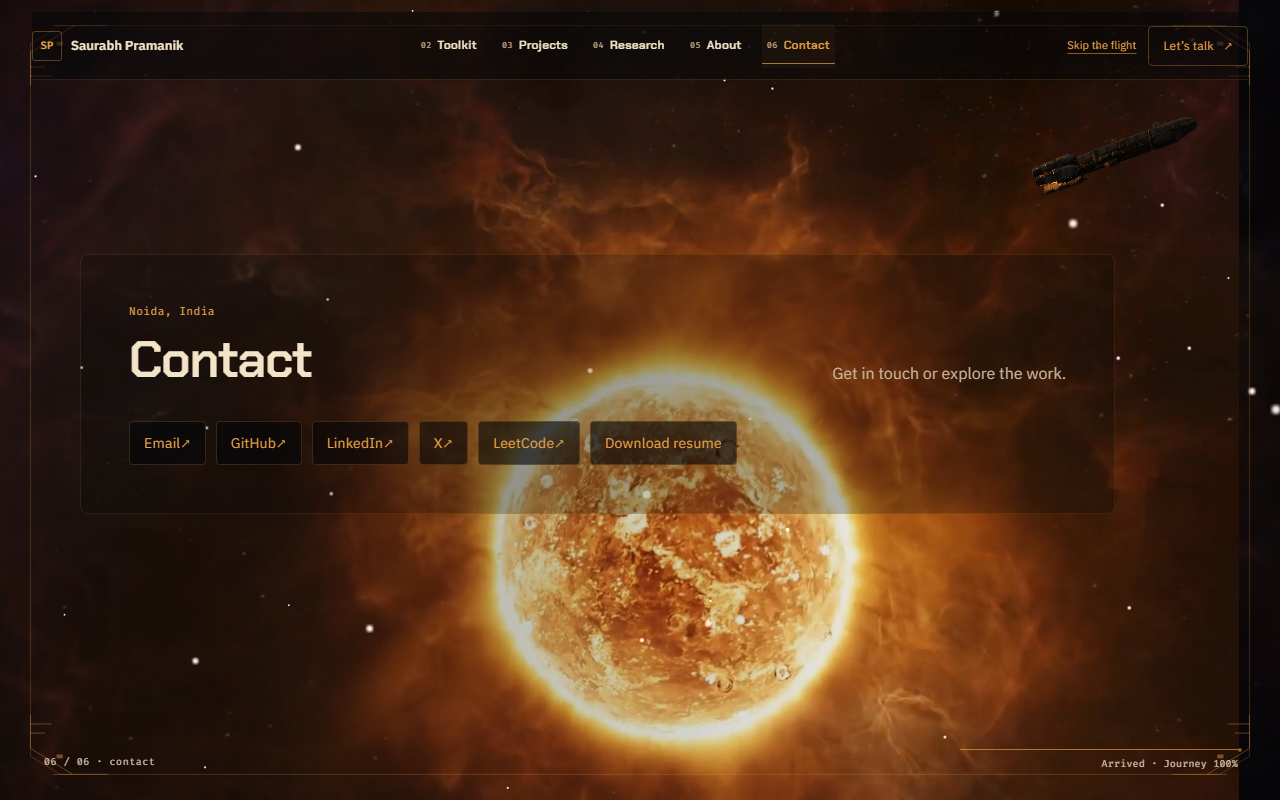 SP Saurabh Pramanik
02 Toolkit 03 Projects 04 Research 05 About 06 Contact
Skip the flight Let's talk ↗
Noida, India
Contact
Get in touch or explore the work.
Email↗ GitHub↗ LinkedIn↗ X↗ LeetCode↗ Download resume
06 / 06 · contact
Arrived · Journey 100%